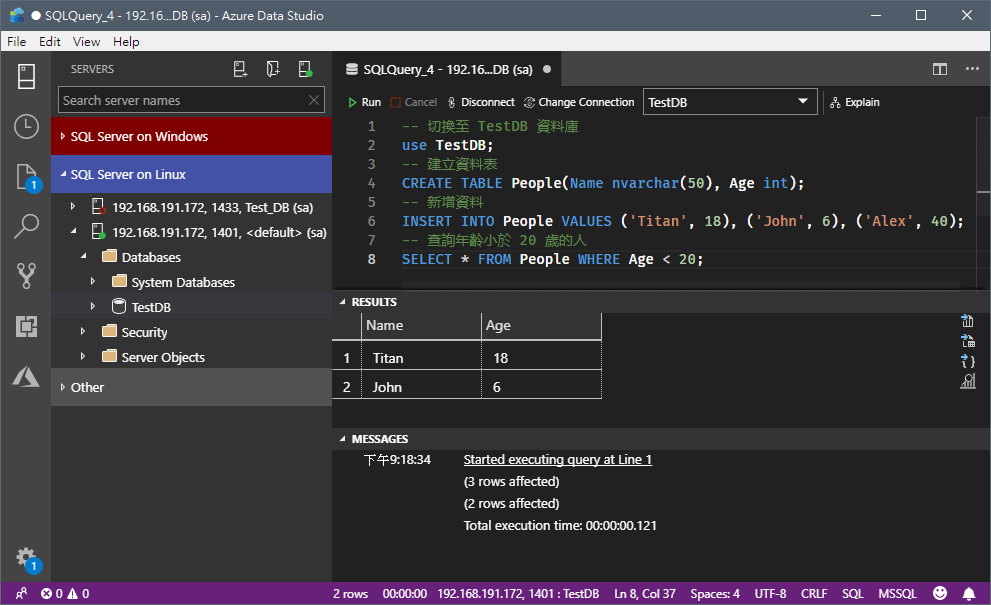 SQLQuery_4 - 192.16...DB (sa) - Azure Data Studio
File Edit View Help
SERVERS
Search server names
SQL Server on Windows
SQL Server on Linux
192.168.191.172, 1433, Test_DB (sa)
192.168.191.172, 1401, <default> (sa)
Databases
System Databases
TestDB
Security
Server Objects
Other
1
1
SQLQuery_4 - 192.16...DB (sa)
Run Cancel Disconnect Change Connection TestDB Explain
1 -- 切換至 TestDB 資料庫
2 use TestDB;
3 -- 建立資料表
4 CREATE TABLE People(Name nvarchar(50), Age int);
5 -- 新增資料
6 INSERT INTO People VALUES ('Titan', 18), ('John', 6), ('Alex', 40);
7 -- 查詢年齡小於 20 歲的人
8 SELECT * FROM People WHERE Age < 20;
RESULTS
Name Age
1 Titan 18
2 John 6
MESSAGES
下午9:18:34 Started executing query at Line 1
(3 rows affected)
(2 rows affected)
Total execution time: 00:00:00.121
0 0 2 rows 00:00:00 192.168.191.172, 1401 : TestDB Ln 8, Col 37 Spaces: 4 UTF-8 CRLF SQL MSSQL